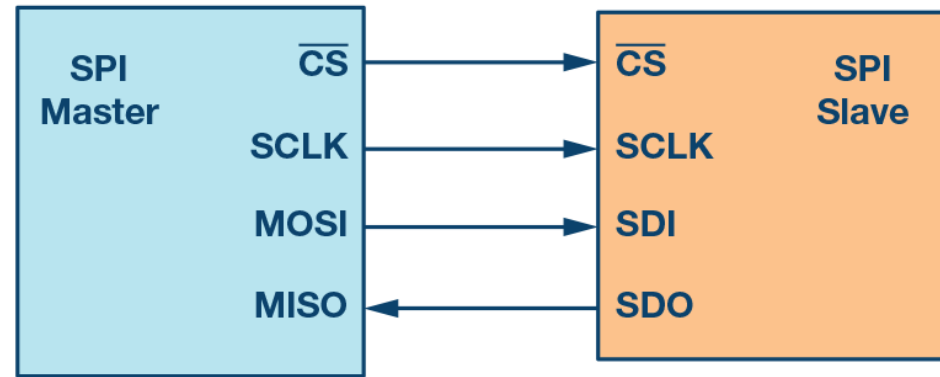 SPI
Master
CS
SCLK
MOSI
MISO
CS
SCLK
SDI
SDO
SPI
Slave